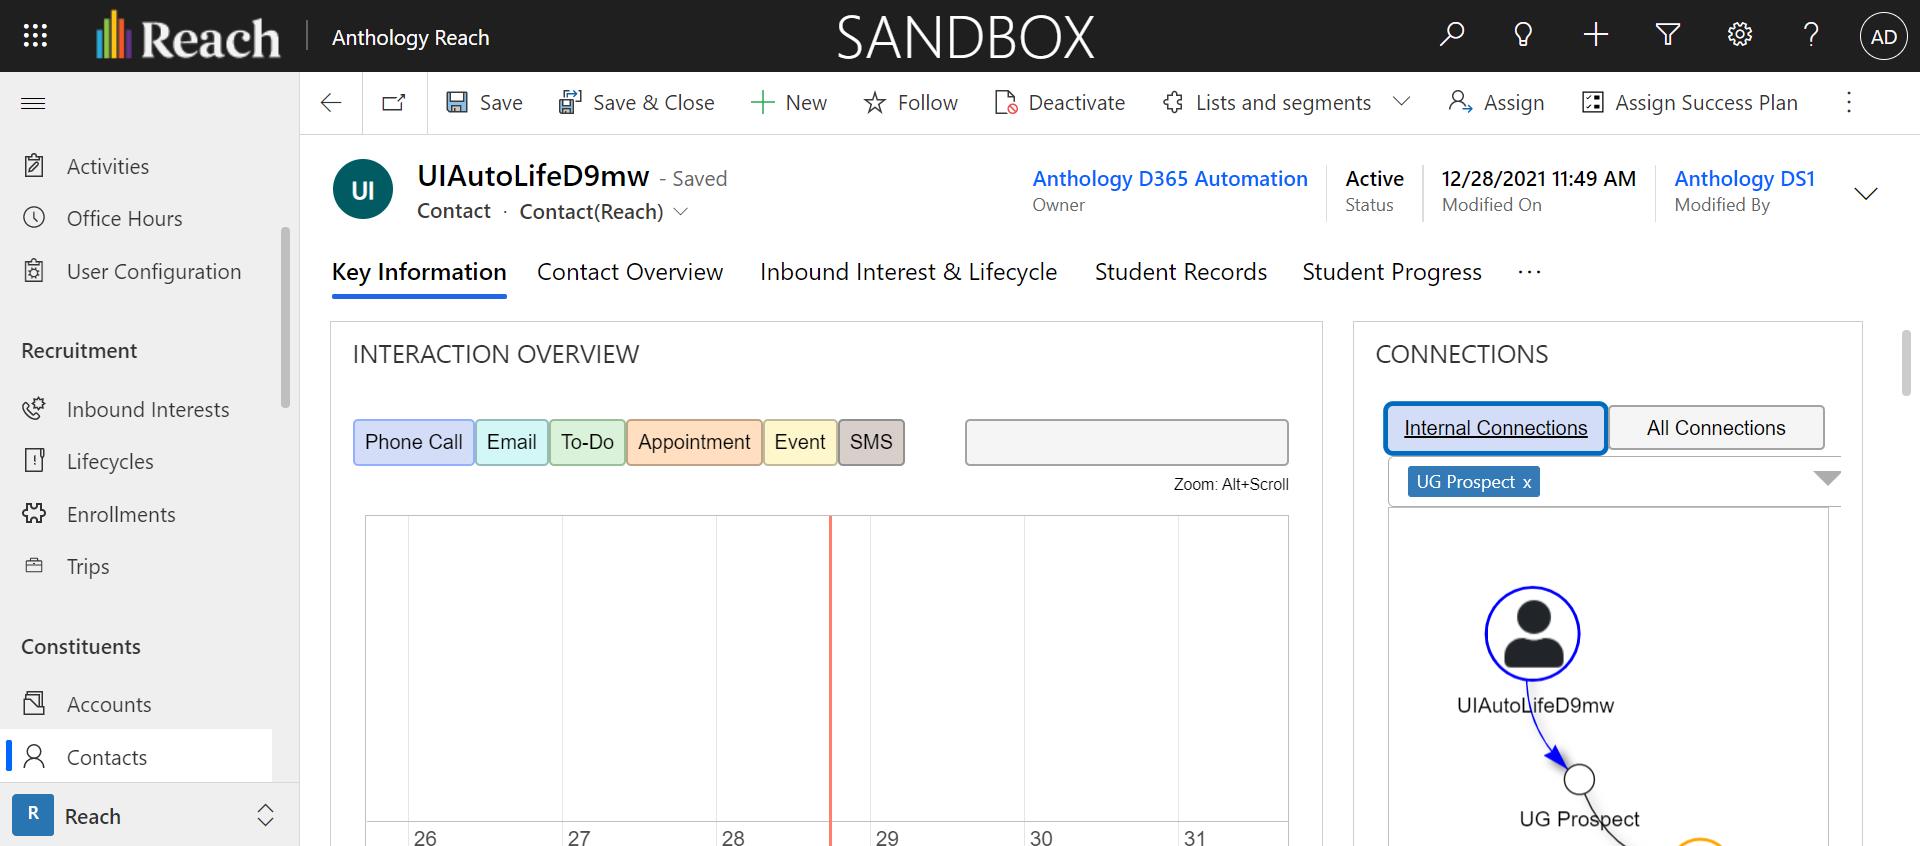 Reach
Anthology Reach
SANDBOX
AD
Save
Save & Close
New
Follow
Deactivate
Lists and segments
Assign
Assign Success Plan
Activities
Office Hours
User Configuration
Recruitment
Inbound Interests
Lifecycles
Enrollments
Trips
Constituents
Accounts
Contacts
R
Reach
UI
UIAutoLifeD9mw - Saved
Contact · Contact(Reach)
Anthology D365 Automation
Owner
Active
Status
12/28/2021 11:49 AM
Modified On
Anthology DS1
Modified By
Key Information
Contact Overview
Inbound Interest & Lifecycle
Student Records
Student Progress
INTERACTION OVERVIEW
Phone Call
Email
To-Do
Appointment
Event
SMS
Zoom: Alt+Scroll
26
27
28
29
30
31
CONNECTIONS
Internal Connections
All Connections
UG Prospect x
UIAutoLifeD9mw
UG Prospect